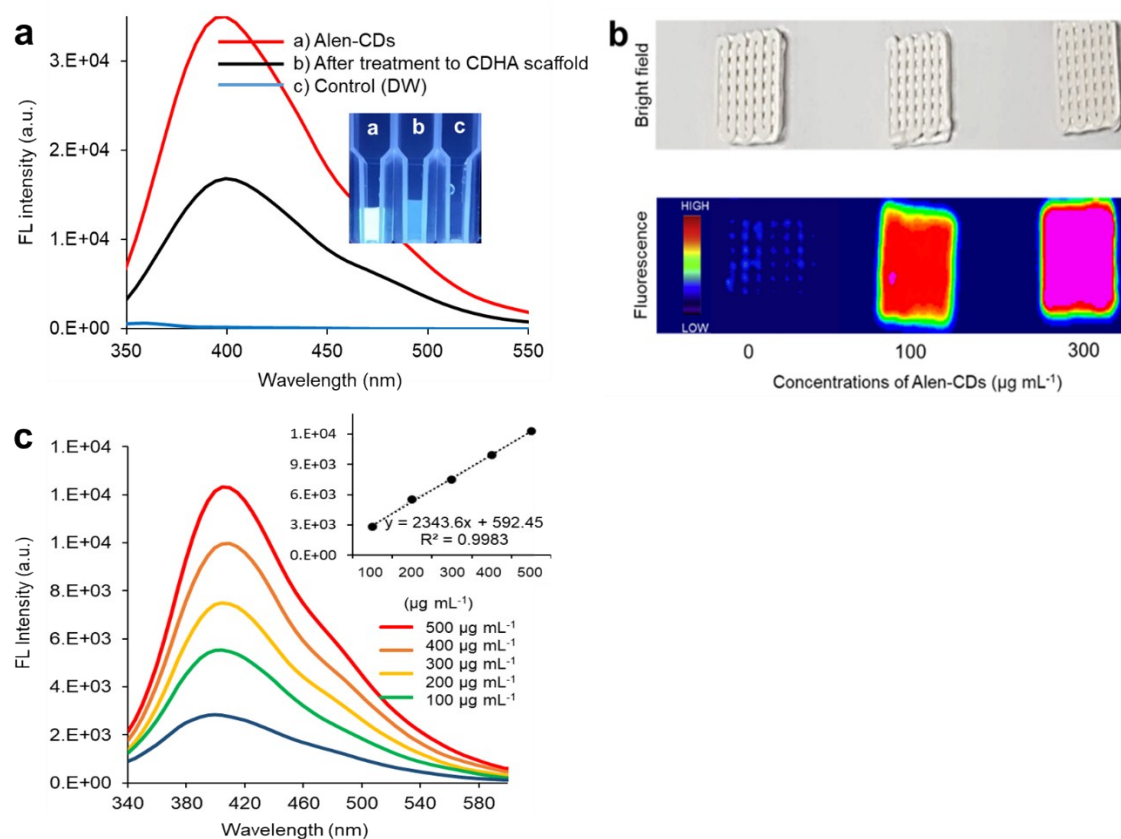 a
a) Alen-CDs
b) After treatment to CDHA scaffold
c) Control (DW)
a b c
3.E+04
2.E+04
1.E+04
0.E+00
FL intensity (a.u.)
350 400 450 500 550
Wavelength (nm)
b
Bright field
HIGH
LOW
Fluorescence
0 100 300
Concentrations of Alen-CDs (µg mL⁻¹)
c
1.E+04
1.E+04
1.E+04
8.E+03
6.E+03
4.E+03
2.E+03
0.E+00
FL Intensity (a.u.)
340 380 420 460 500 540 580
Wavelength (nm)
1.E+04
9.E+03
6.E+03
3.E+03
0.E+00
y = 2343.6x + 592.45
R² = 0.9983
100 200 300 400 500
(µg mL⁻¹)
500 µg mL⁻¹
400 µg mL⁻¹
300 µg mL⁻¹
200 µg mL⁻¹
100 µg mL⁻¹